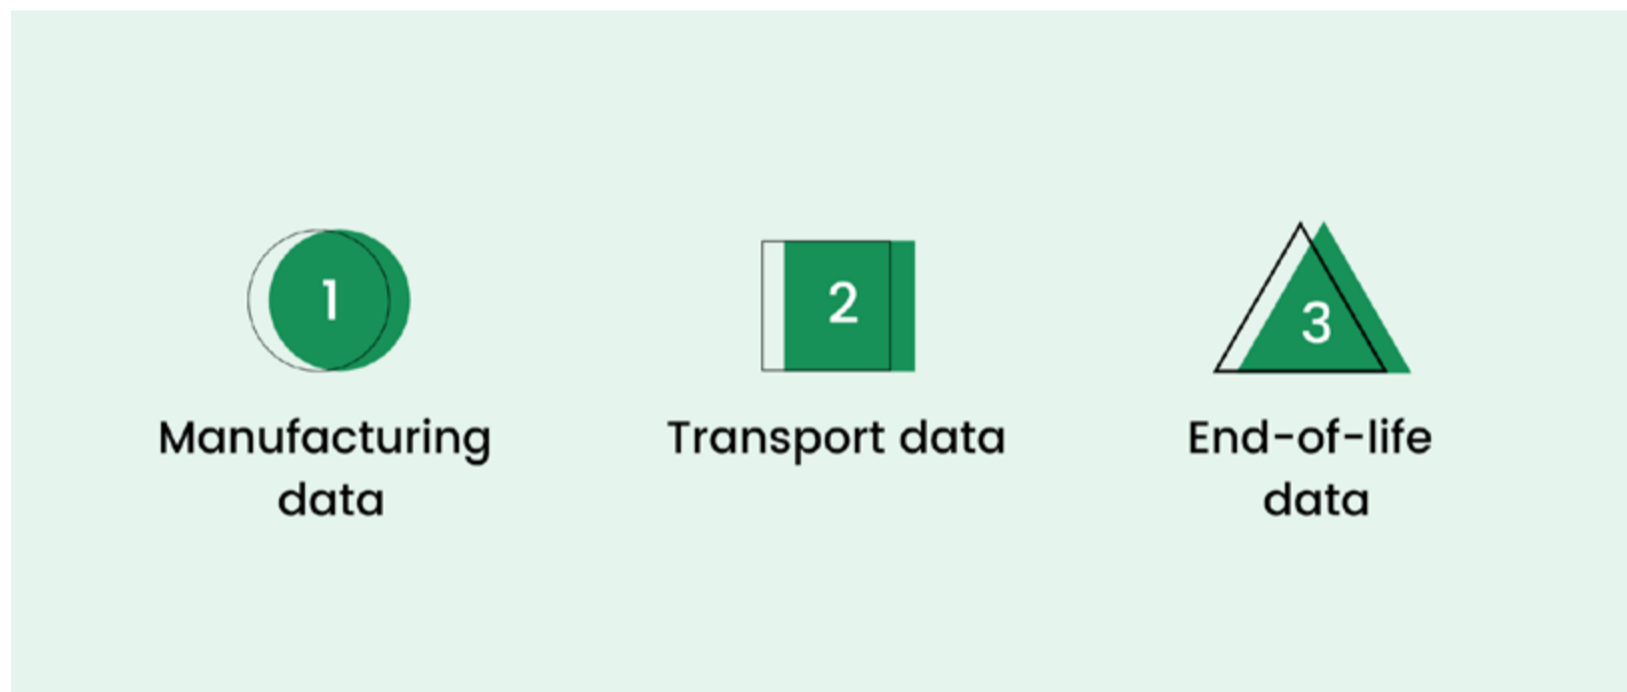 1
Manufacturing
data
2
Transport data
3
End-of-life
data